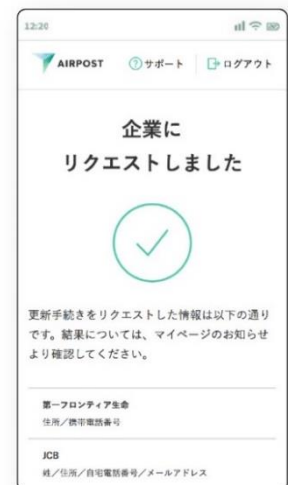 12:20
AIRPOST ?サポート ログアウト
企業に
リクエストしました
更新手続きをリクエストした情報は以下の通り
です。結果については、マイページのお知らせ
より確認してください。
第一フロンティア生命
住所／携帯電話番号
JCB
姓／住所／自宅電話番号／メールアドレス